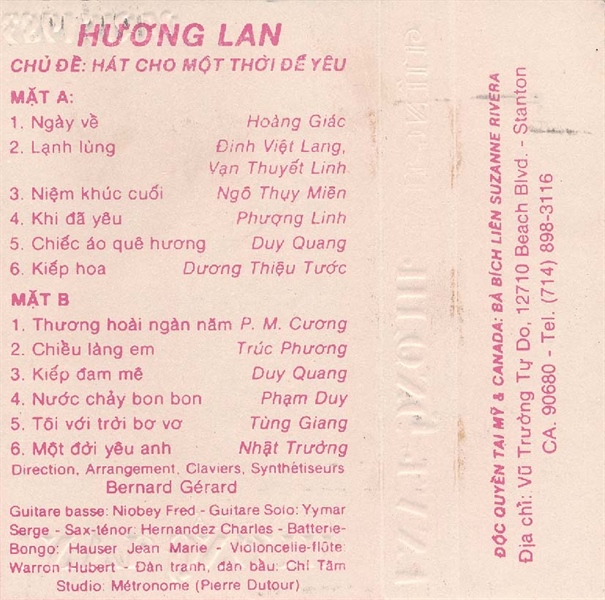 HƯƠNG LAN
CHỦ ĐỀ: HÁT CHO MỘT THỜI ĐỂ YÊU
MẶT A:
1. Ngày về Hoàng Giác
2. Lạnh lùng Đinh Việt Lang,
Vạn Thuyết Linh
3. Niệm khúc cuối Ngô Thụy Miên
4. Khi đã yêu Phượng Linh
5. Chiếc áo quê hương Duy Quang
6. Kiếp hoa Dương Thiệu Tước
MẶT B
1. Thương hoài ngàn năm P. M. Cương
2. Chiều làng em Trúc Phương
3. Kiếp đam mê Duy Quang
4. Nước chảy bon bon Phạm Duy
5. Tôi với trời bơ vơ Tùng Giang
6. Một đời yêu anh Nhật Trường
Direction, Arrangement, Claviers, Synthétiseurs
Bernard Gérard
Guitare basse: Niobey Fred - Guitare Solo: Yymar
Serge - Sax-ténor: Hernandez Charles - Batterie-
Bongo: Hauser Jean Marie - Violoncelle-flûte:
Warron Hubert - Đàn tranh, đàn bầu: Chí Tâm
Studio: Métronome (Pierre Dutour)
ĐỘC QUYỀN TẠI MỸ & CANADA: BÀ BÍCH LIÊN SUZANNE RIVERA
Địa chỉ: Vũ Trường Tự Do, 12710 Beach Blvd. - Stanton
CA. 90680 - Tel. (714) 898-3116